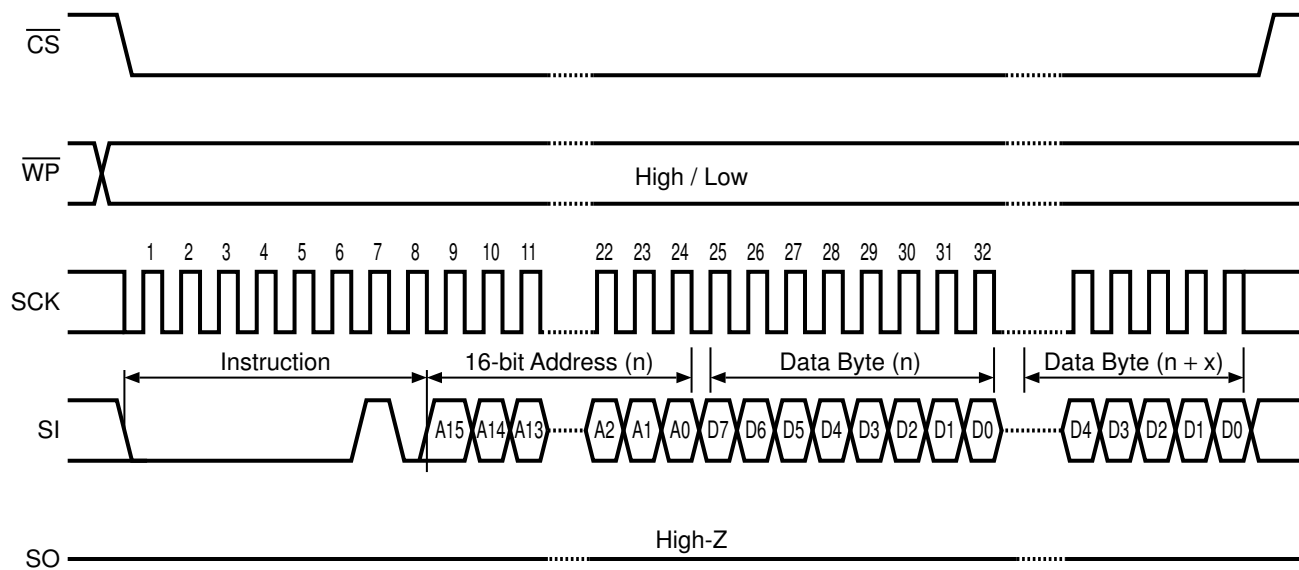 CS
WP
High / Low
1 2 3 4 5 6 7 8 9 10 11 22 23 24 25 26 27 28 29 30 31 32
SCK
Instruction 16-bit Address (n) Data Byte (n) Data Byte (n + x)
SI A15 A14 A13 A2 A1 A0 D7 D6 D5 D4 D3 D2 D1 D0 D4 D3 D2 D1 D0
High-Z
SO